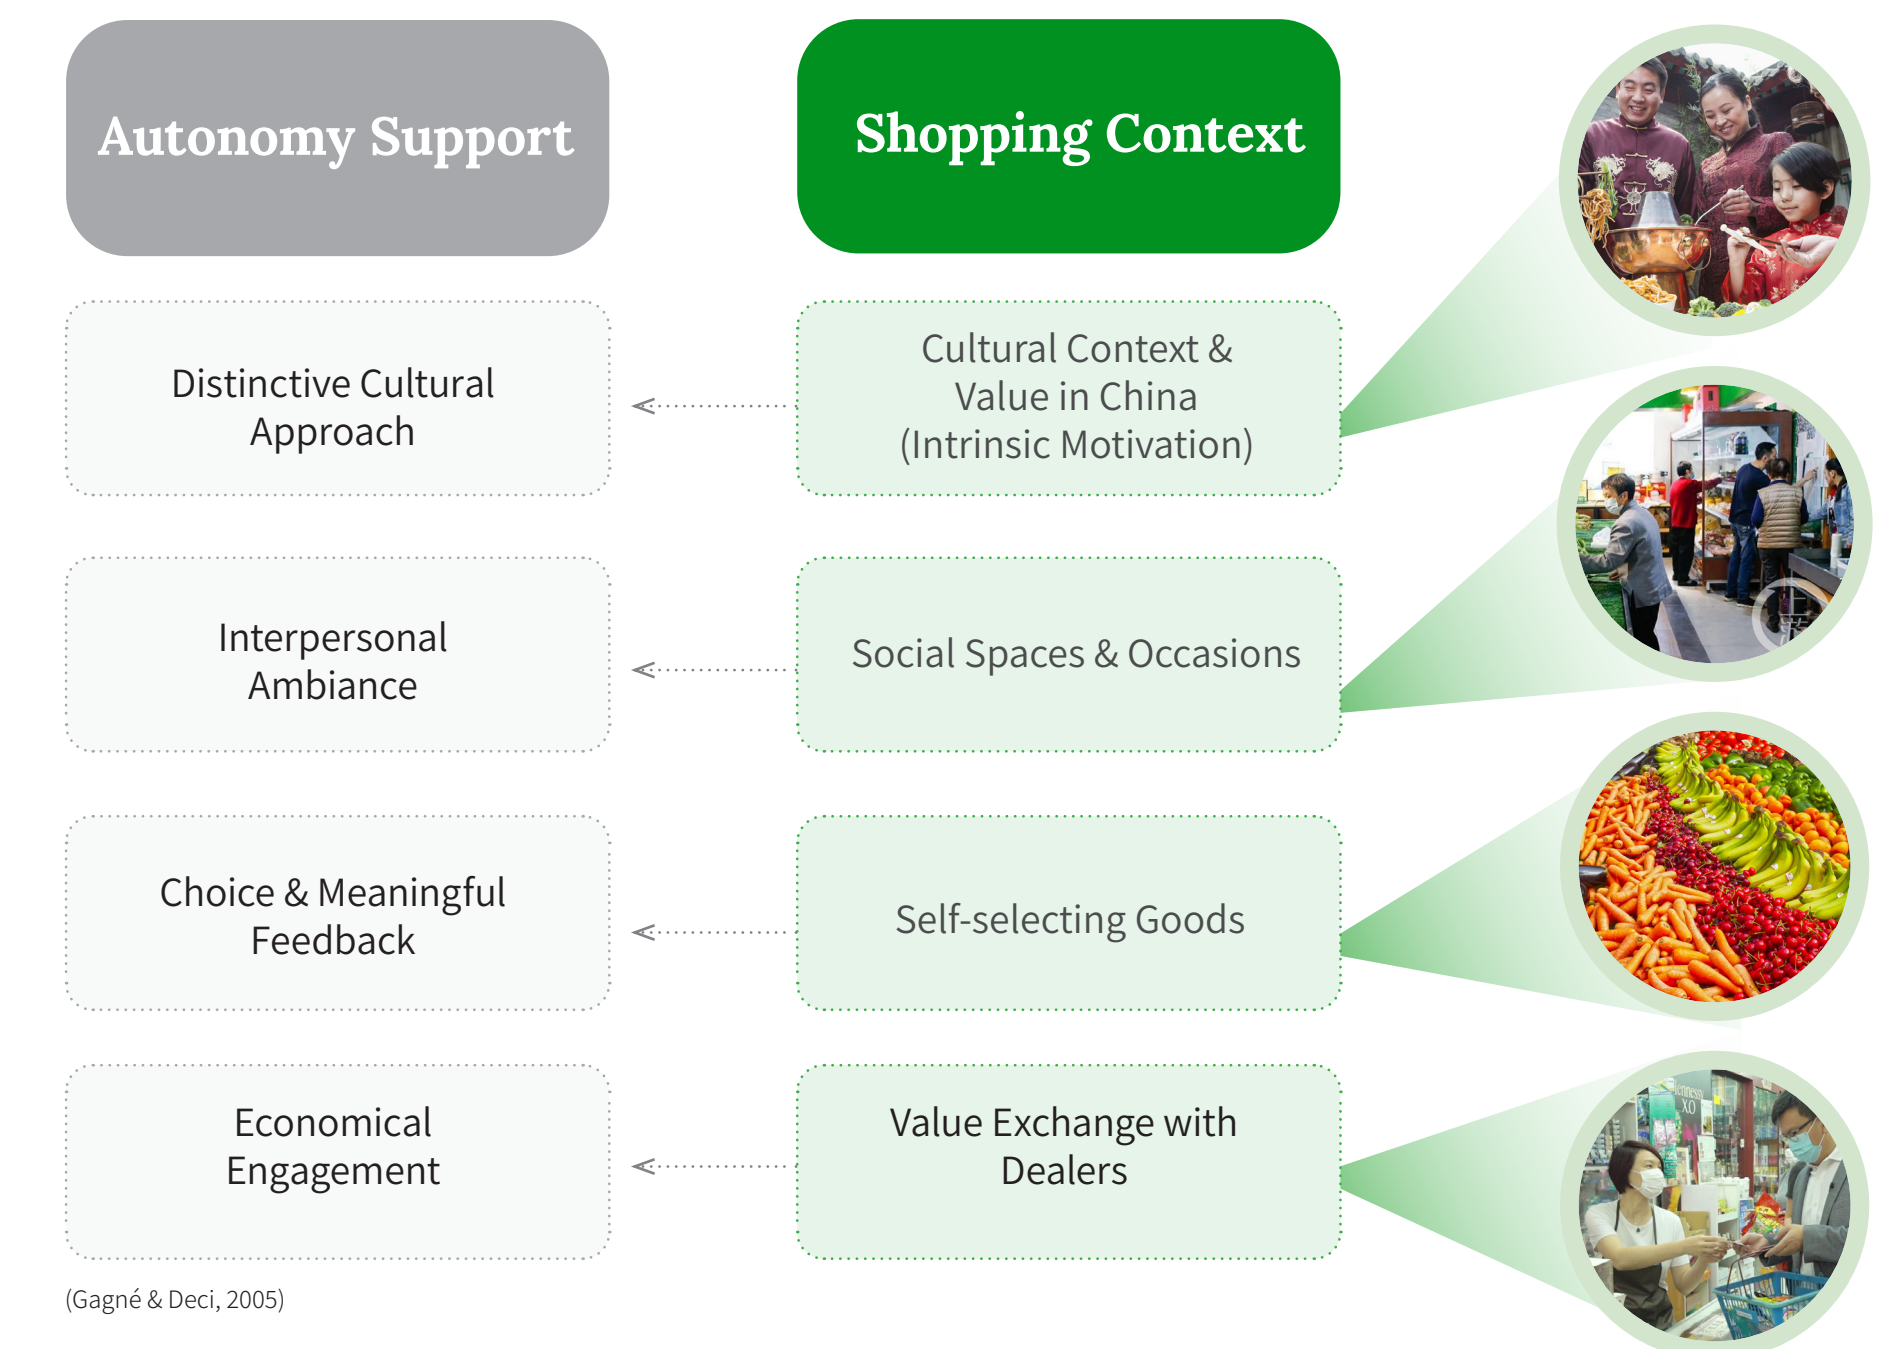 Autonomy Support
Shopping Context
Distinctive Cultural
Approach
Cultural Context &
Value in China
(Intrinsic Motivation)
Interpersonal
Ambiance
Social Spaces & Occasions
Choice & Meaningful
Feedback
Self-selecting Goods
Economical
Engagement
Value Exchange with
Dealers
(Gagné & Deci, 2005)
X.O